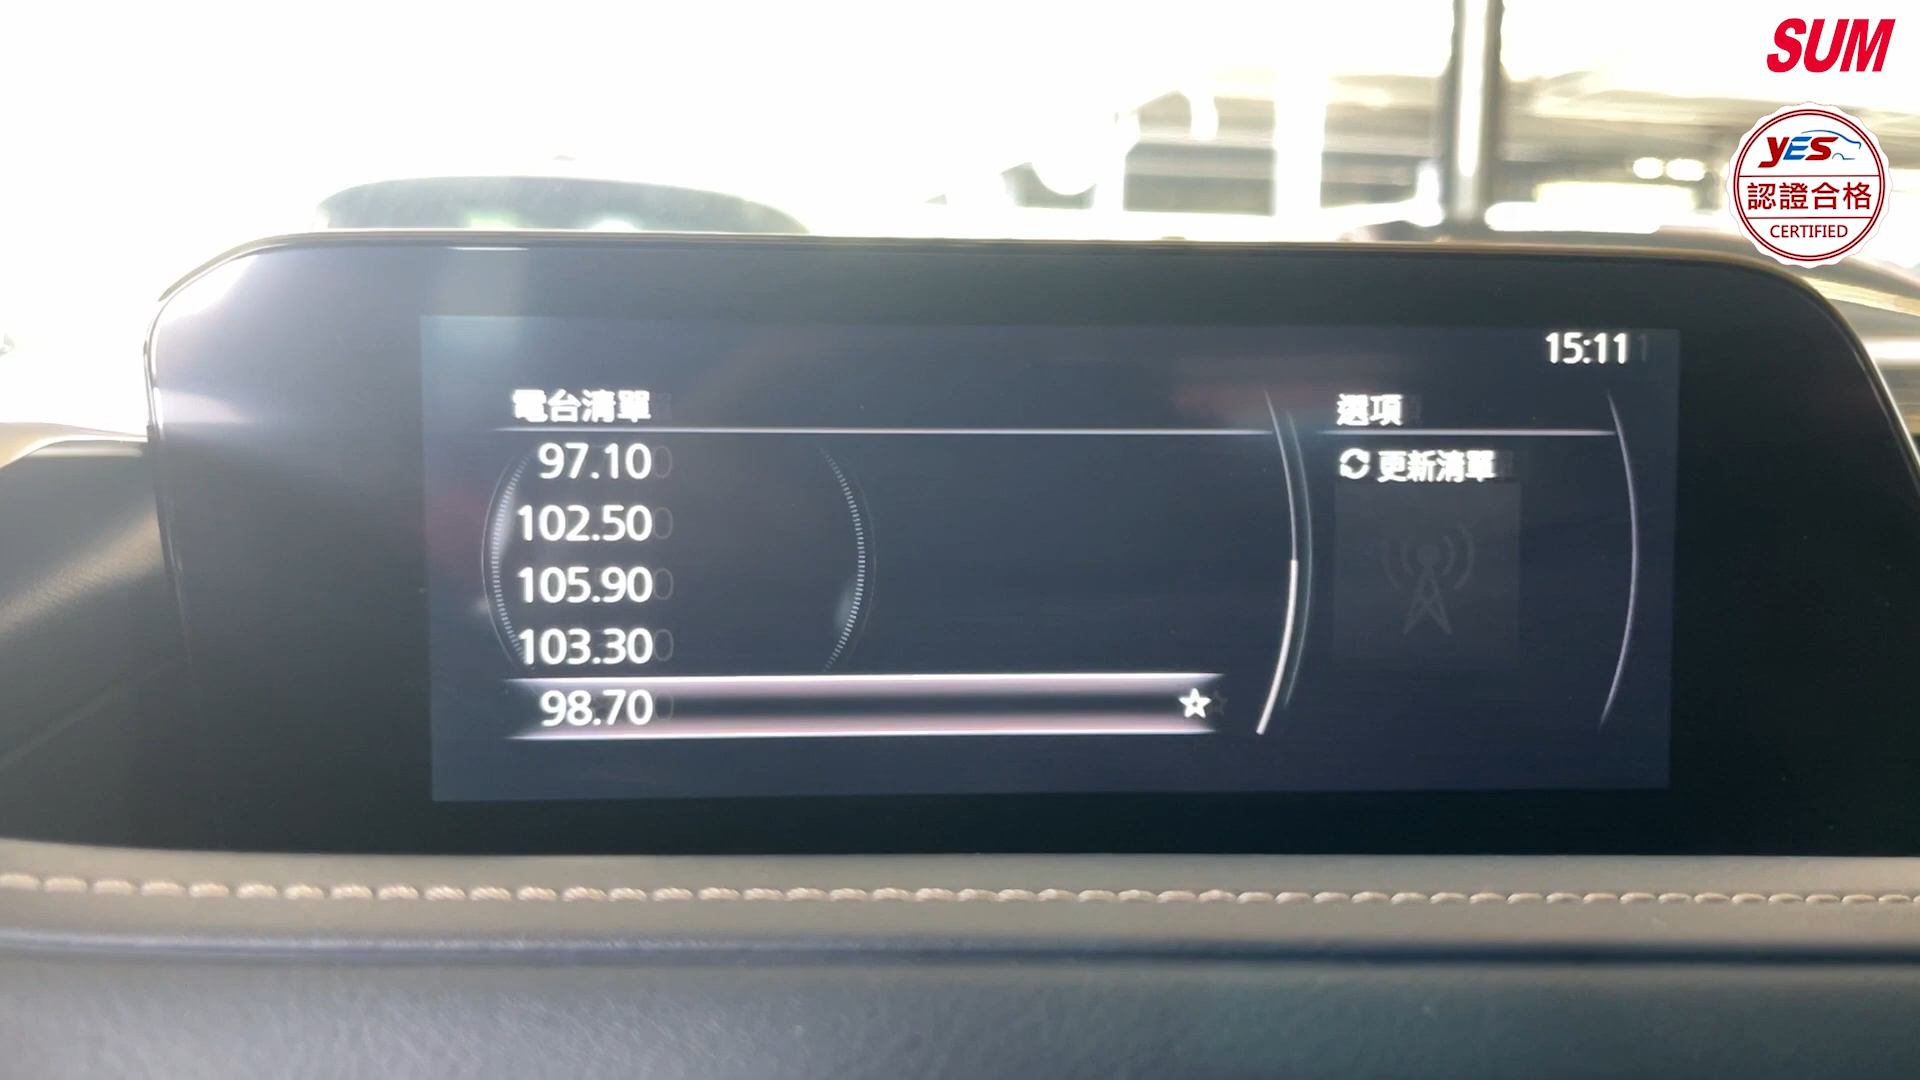 SUM
YES
認證合格
CERTIFIED
15:11
電台清單
97.10
102.50
105.90
103.30
98.70
選項
更新清單